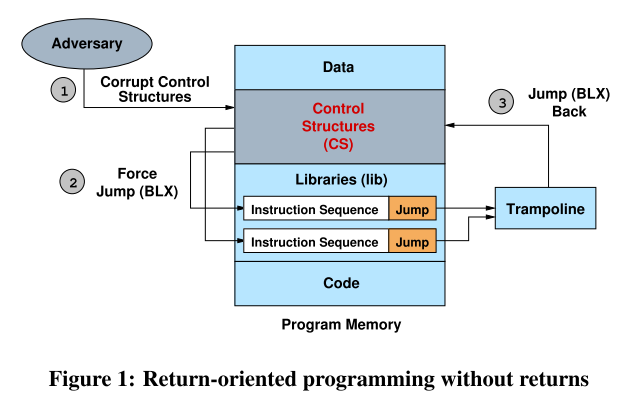 Adversary
1
Corrupt Control
Structures
Data
Control
Structures
(CS)
3
Jump (BLX)
Back
2
Force
Jump (BLX)
Libraries (lib)
Instruction Sequence
Jump
Instruction Sequence
Jump
Trampoline
Code
Program Memory
Figure 1: Return-oriented programming without returns